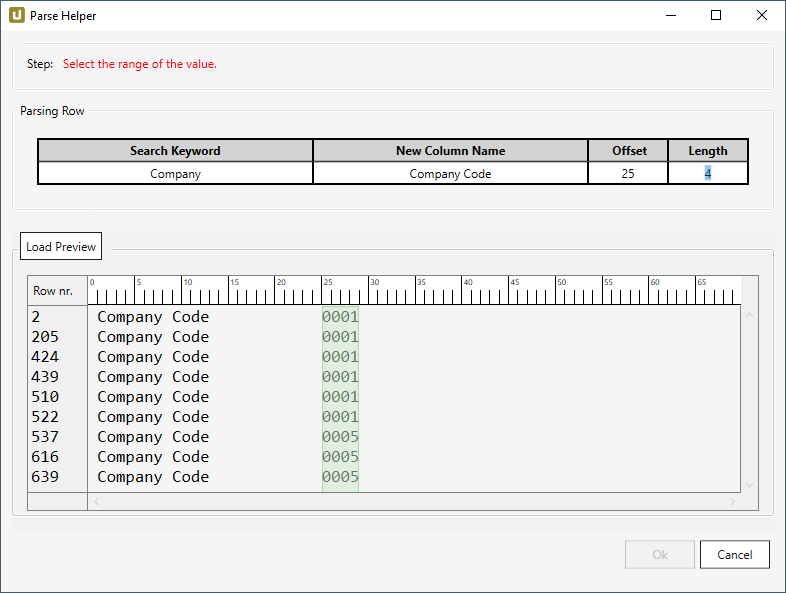 Parse Helper
Step: Select the range of the value.
Parsing Row
Search Keyword New Column Name Offset Length
Company Company Code 25 4
Load Preview
Row nr. 0 5 10 15 20 25 30 35 40 45 50 55 60 65
2 Company Code 0001
205 Company Code 0001
424 Company Code 0001
439 Company Code 0001
510 Company Code 0001
522 Company Code 0001
537 Company Code 0005
616 Company Code 0005
639 Company Code 0005
Ok Cancel